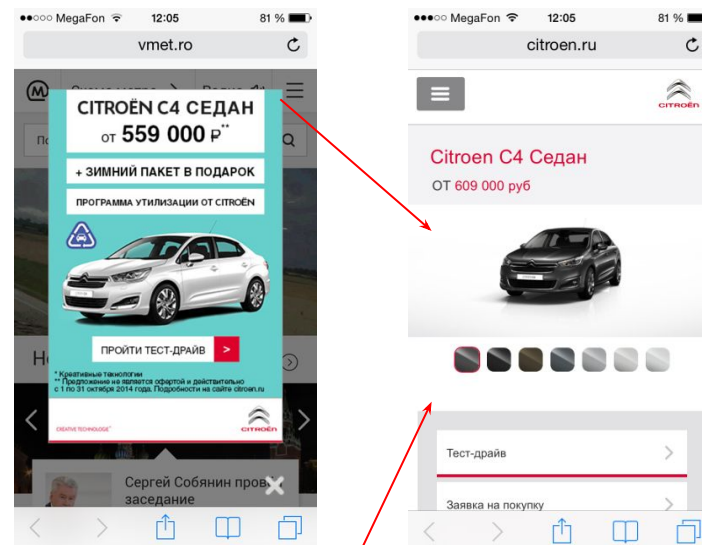 MegaFon 12:05 81 %
vmet.ro
CITROËN C4 СЕДАН
от 559 000 ₽**
+ ЗИМНИЙ ПАКЕТ В ПОДАРОК
ПРОГРАММА УТИЛИЗАЦИИ ОТ CITROËN
ПРОЙТИ ТЕСТ-ДРАЙВ >
* Креативные технологии
** Предложение не является офертой и действительно
с 1 по 31 октября 2014 года. Подробности на сайте citroen.ru
CREATIVE TECHNOLOGIE*
CITROËN
Сергей Собянин пров
заседание
MegaFon 12:05 81 %
citroen.ru
CITROËN
Citroen C4 Седан
ОТ 609 000 руб
Тест-драйв
Заявка на покупку